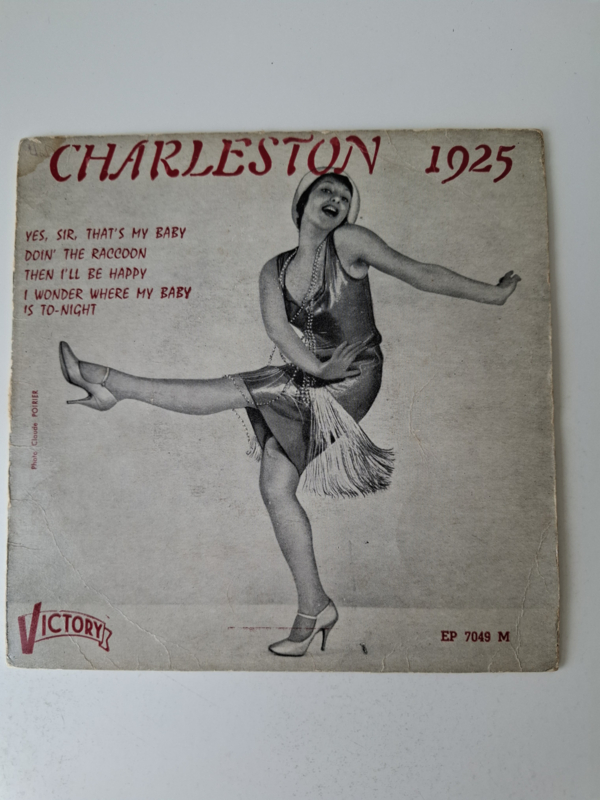 CHARLESTON 1925
YES, SIR, THAT'S MY BABY
DOIN' THE RACCOON
THEN I'LL BE HAPPY
I WONDER WHERE MY BABY
IS TO-NIGHT
Photo Claude POIRIER
VICTORY
EP 7049 M